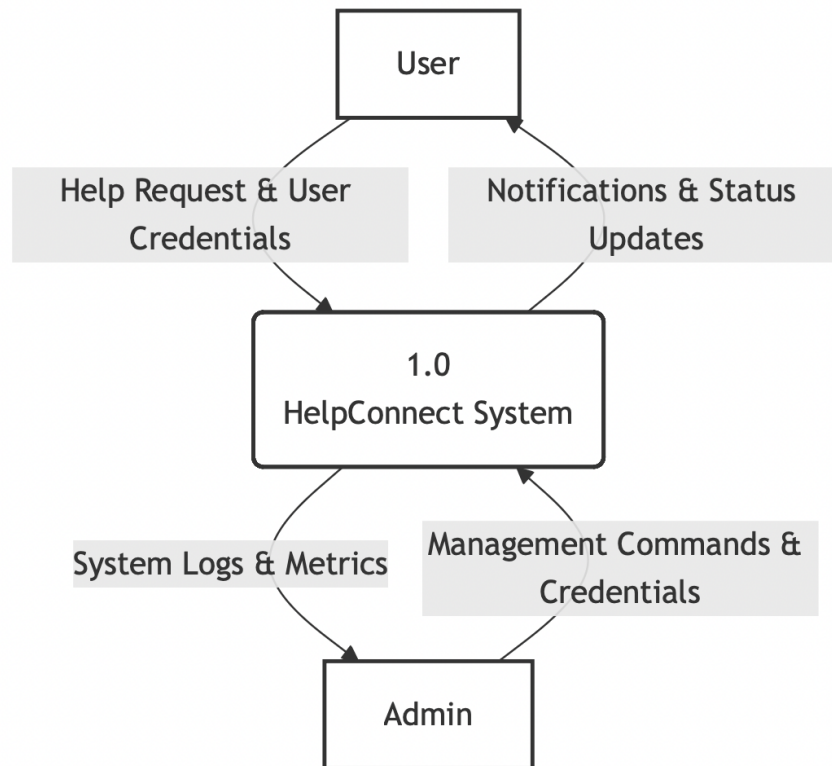 User
Help Request & User
Credentials
Notifications & Status
Updates
1.0
HelpConnect System
System Logs & Metrics
Management Commands &
Credentials
Admin